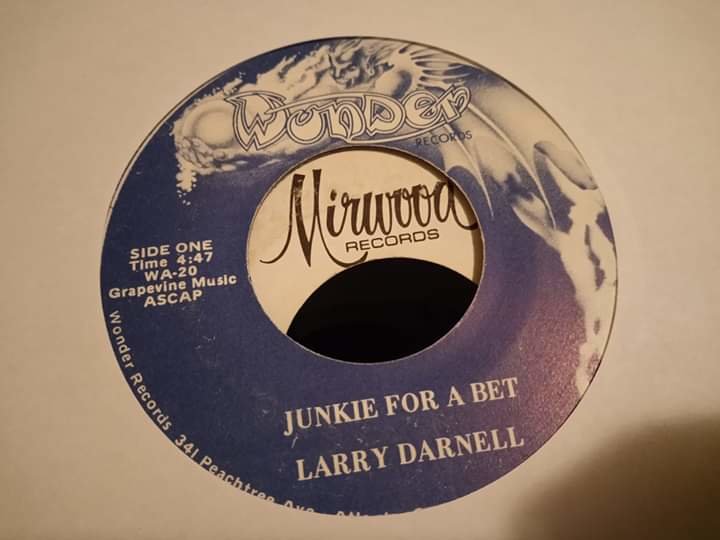 Wonder
RECORDS
Mirwood
RECORDS
SIDE ONE
Time 4:47
WA-20
Grapevine Music
ASCAP
JUNKIE FOR A BET
LARRY DARNELL
Wonder Records 341 Peachtree Ave.